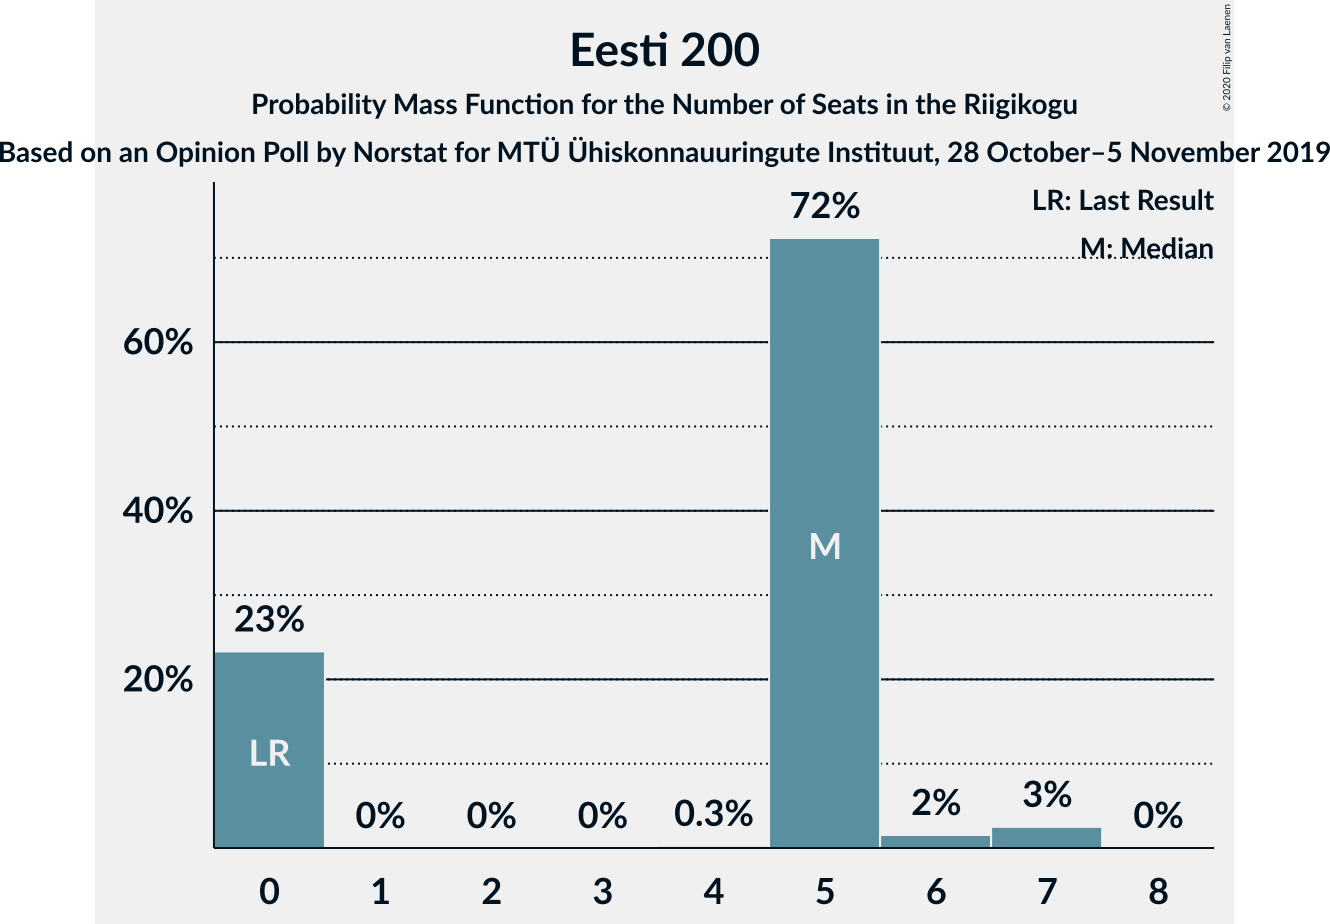 Eesti 200
Probability Mass Function for the Number of Seats in the Riigikogu
Based on an Opinion Poll by Norstat for MTÜ Ühiskonnauuringute Instituut, 28 October–5 November 2019
© 2020 Filip van Laenen
LR: Last Result
M: Median
72%
60%
40%
M
23%
20%
LR
0%
0%
0%
0.3%
2%
3%
0%
0 1 2 3 4 5 6 7 8